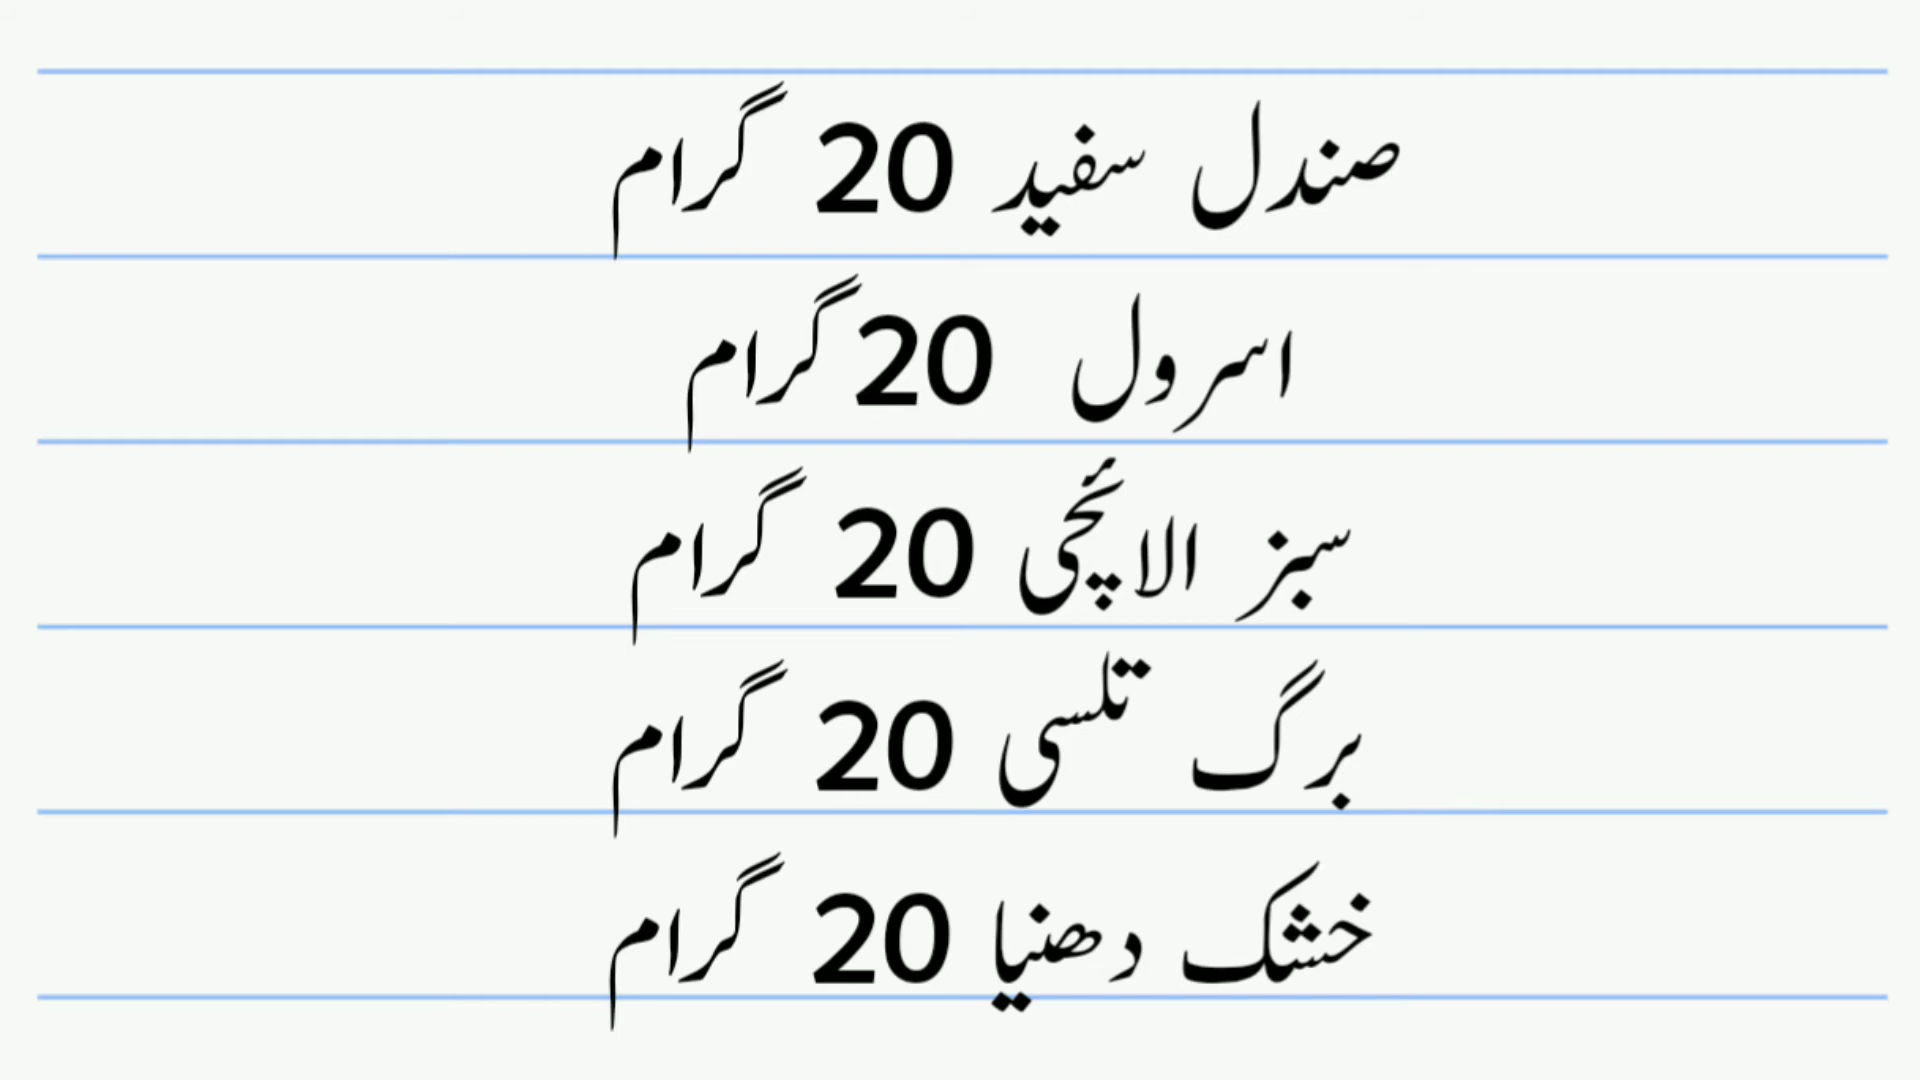 صندل سفید 20 گرام
اسرول 20 گرام
سبز الائچی 20 گرام
برگ تلسی 20 گرام
خشک دھنیا 20 گرام